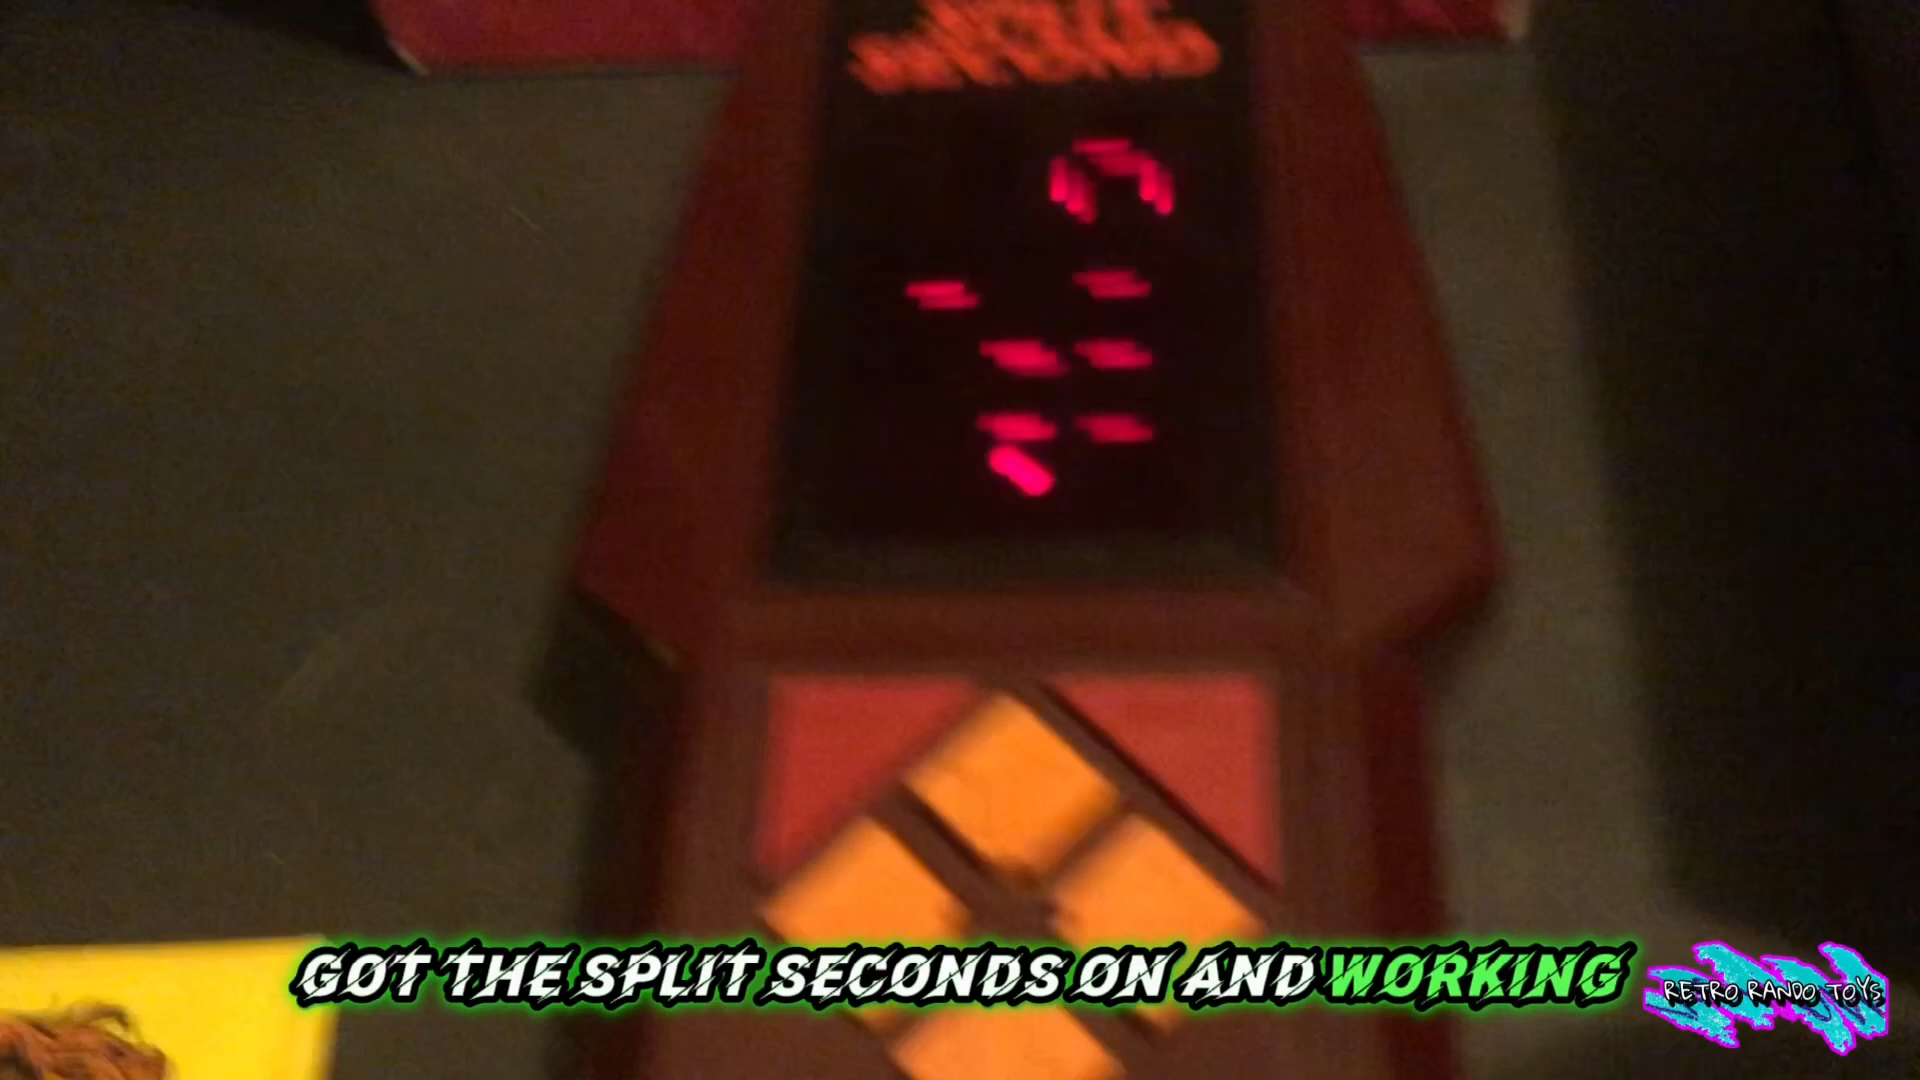 GOT THE SPLIT SECONDS ON AND WORKING
RETRO RANDO TOYS